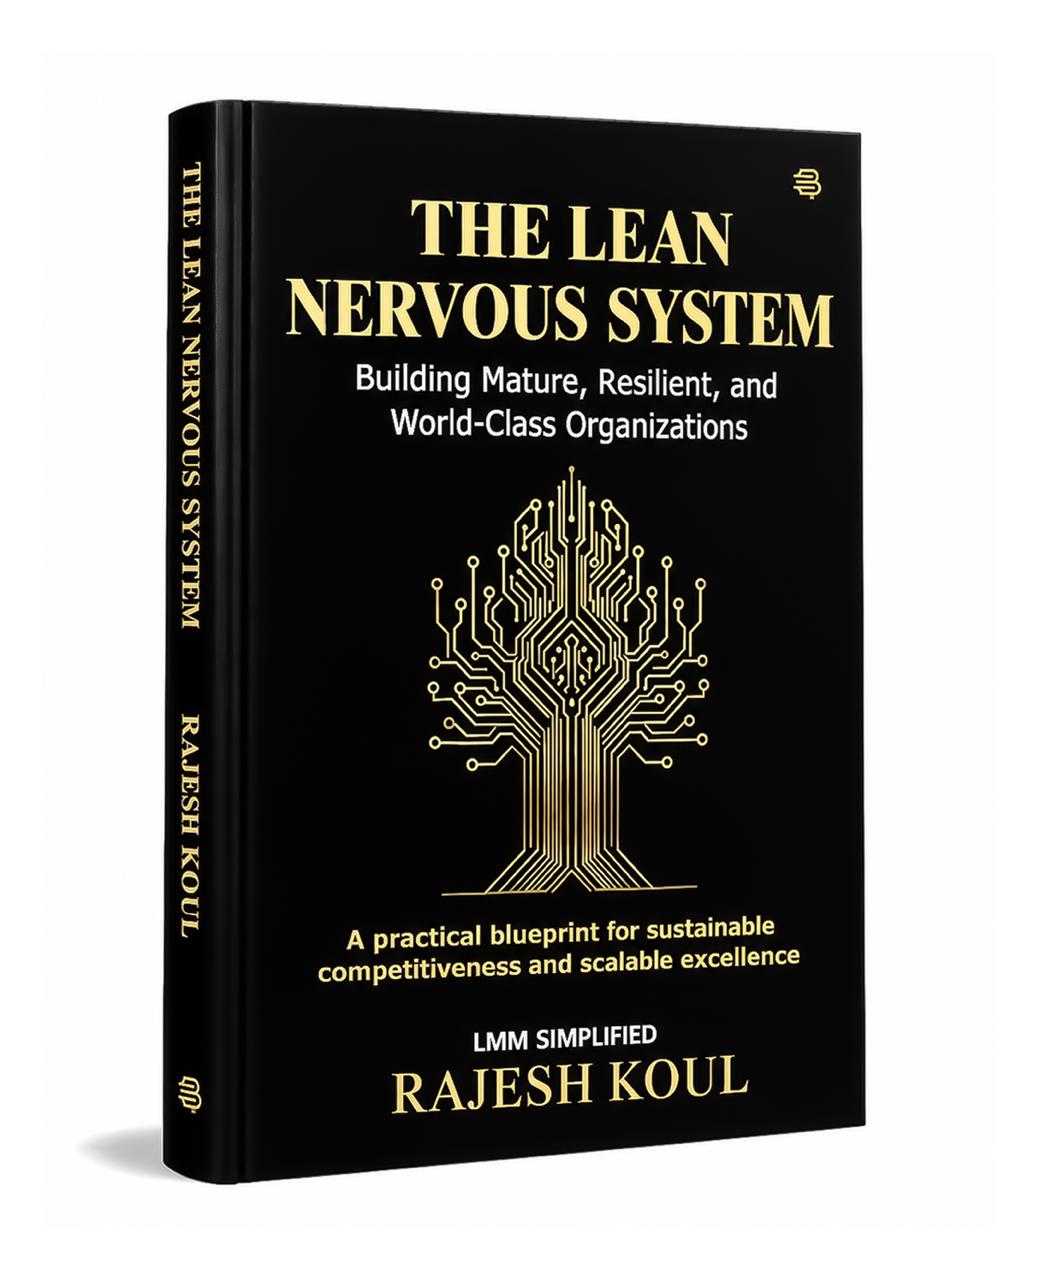 THE LEAN NERVOUS SYSTEM
RAJESH KOUL
THE LEAN
NERVOUS SYSTEM
Building Mature, Resilient, and
World-Class Organizations
A practical blueprint for sustainable
competitiveness and scalable excellence
LMM SIMPLIFIED
RAJESH KOUL